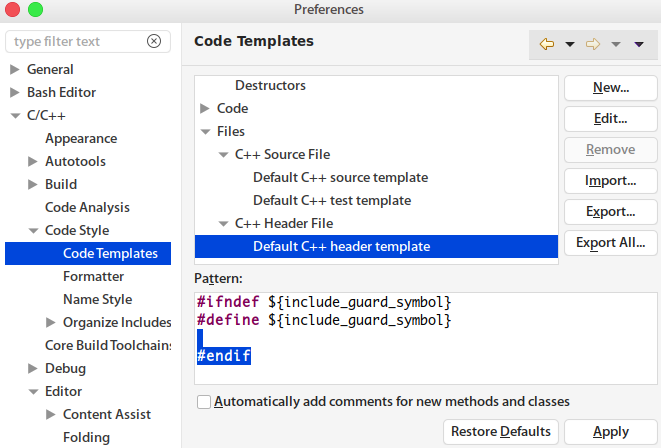 Preferences
type filter text
General
Bash Editor
C/C++
Appearance
Autotools
Build
Code Analysis
Code Style
Code Templates
Formatter
Name Style
Organize Includes
Core Build Toolchains
Debug
Editor
Content Assist
Folding
Code Templates
Destructors
Code
Files
C++ Source File
Default C++ source template
Default C++ test template
C++ Header File
Default C++ header template
New...
Edit...
Remove
Import...
Export...
Export All...
Pattern:
#ifndef ${include_guard_symbol}
#define ${include_guard_symbol}
#endif
Automatically add comments for new methods and classes
Restore Defaults
Apply